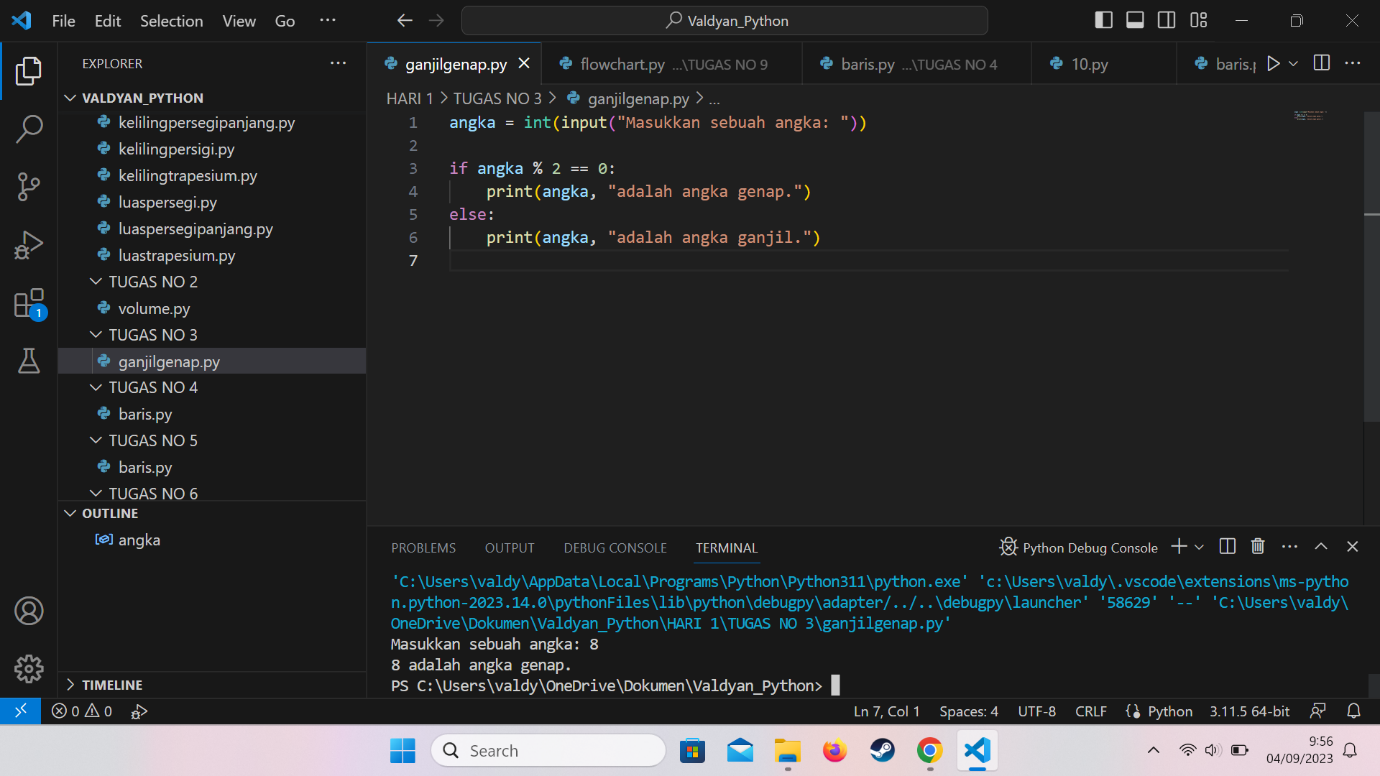 File Edit Selection View Go ···
Valdyan_Python
EXPLORER
VALDYAN_PYTHON
kelilingpersegipanjang.py
kelilingpersigi.py
kelilingtrapesium.py
luaspersegi.py
luaspersegipanjang.py
luastrapesium.py
TUGAS NO 2
volume.py
TUGAS NO 3
ganjilgenap.py
TUGAS NO 4
baris.py
TUGAS NO 5
baris.py
TUGAS NO 6
OUTLINE
angka
TIMELINE
1
ganjilgenap.py flowchart.py ...\TUGAS NO 9 baris.py ...\TUGAS NO 4 10.py baris.p
HARI 1 > TUGAS NO 3 > ganjilgenap.py > ...
1 angka = int(input("Masukkan sebuah angka: "))
2
3 if angka % 2 == 0:
4     print(angka, "adalah angka genap.")
5 else:
6     print(angka, "adalah angka ganjil.")
7
PROBLEMS OUTPUT DEBUG CONSOLE TERMINAL Python Debug Console
'C:\Users\valdy\AppData\Local\Programs\Python\Python311\python.exe' 'c:\Users\valdy\.vscode\extensions\ms-pytho
n.python-2023.14.0\pythonFiles\lib\python\debugpy\adapter/../..\debugpy\launcher' '58629' '--' 'C:\Users\valdy\
OneDrive\Dokumen\Valdyan_Python\HARI 1\TUGAS NO 3\ganjilgenap.py'
Masukkan sebuah angka: 8
8 adalah angka genap.
PS C:\Users\valdy\OneDrive\Dokumen\Valdyan_Python>
0 0 Ln 7, Col 1 Spaces: 4 UTF-8 CRLF Python 3.11.5 64-bit
Search
9:56
04/09/2023